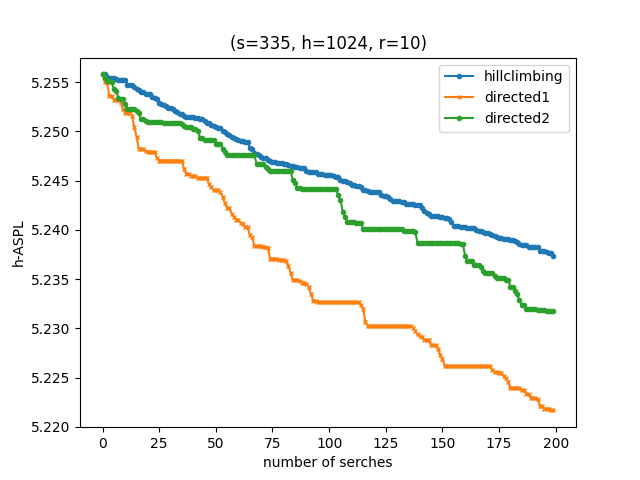 (s=335, h=1024, r=10)
hillclimbing
directed1
directed2
5.255
5.250
5.245
5.240
5.235
5.230
5.225
5.220
h-ASPL
0 25 50 75 100 125 150 175 200
number of serches